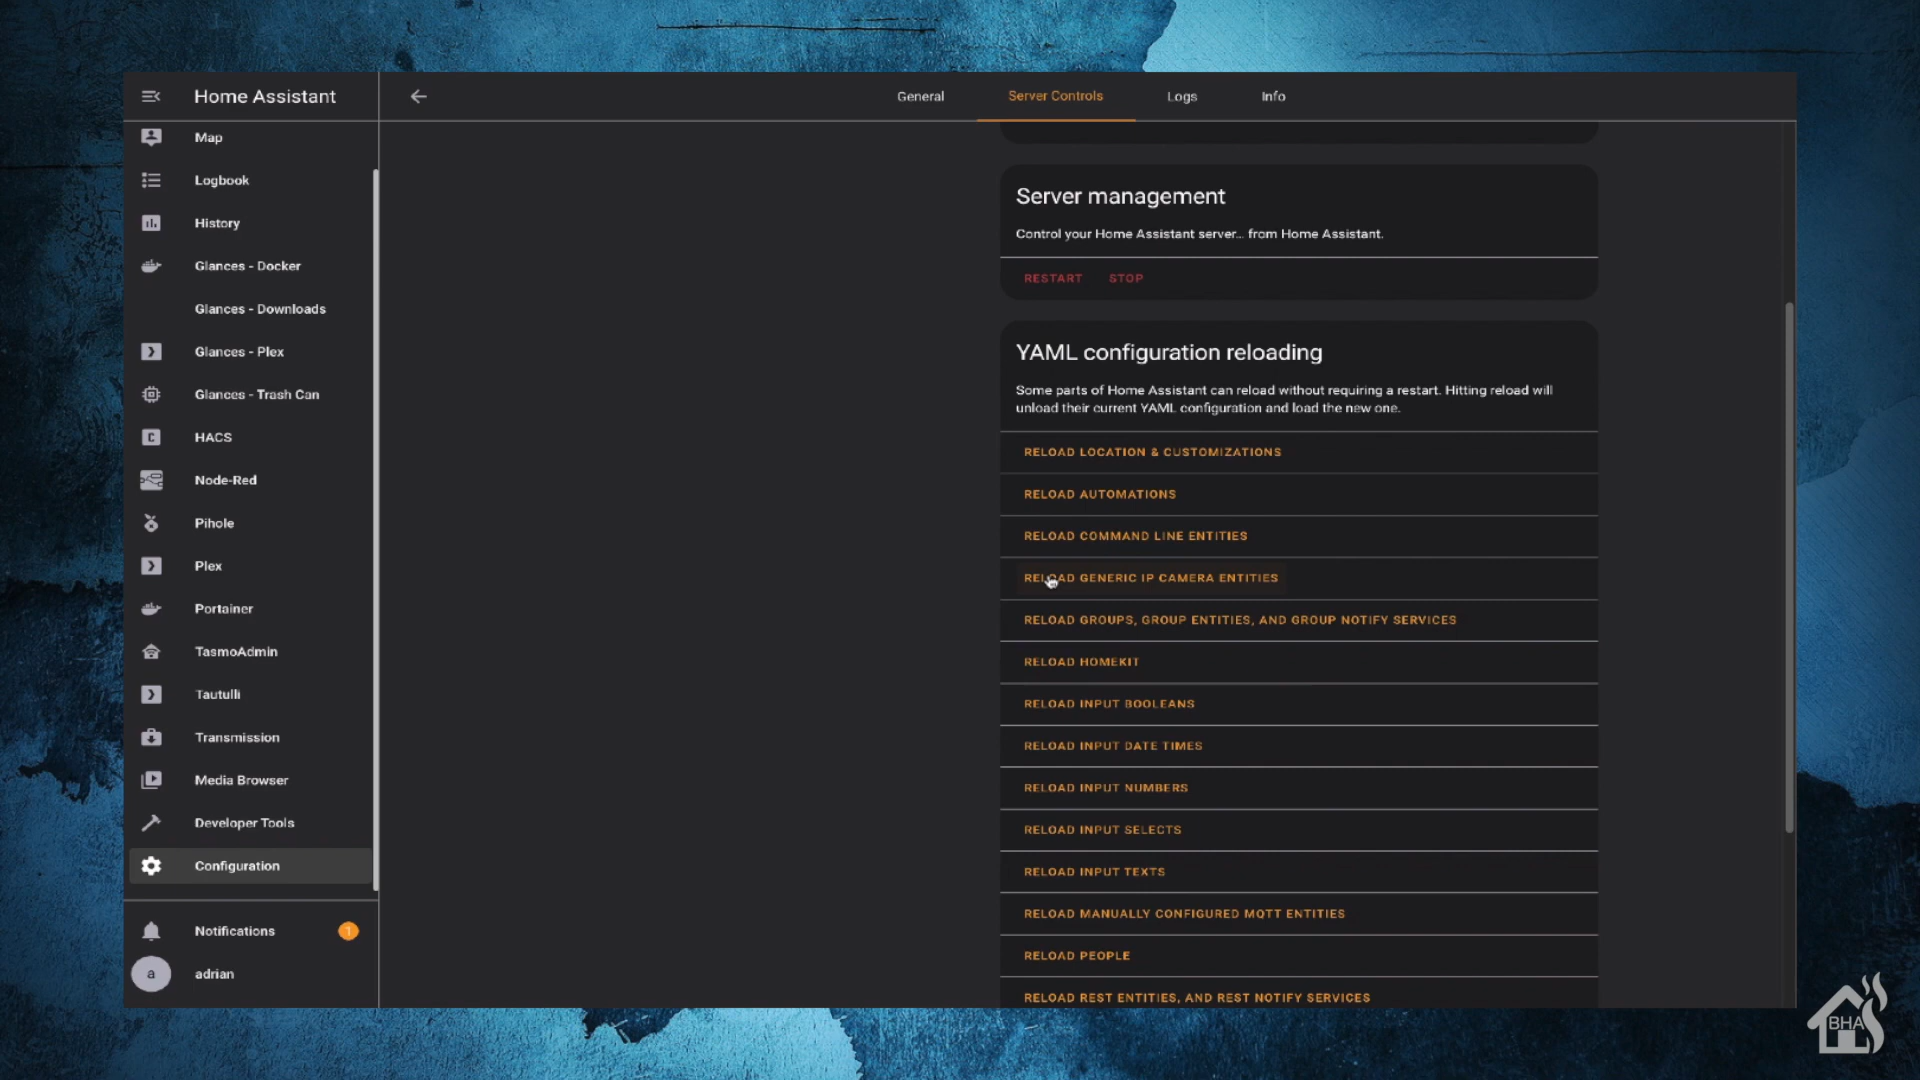 Home Assistant
General
Server Controls
Logs
Info
Map
Logbook
History
Glances - Docker
Glances - Downloads
Glances - Plex
Glances - Trash Can
HACS
Node-Red
Pihole
Plex
Portainer
TasmoAdmin
Tautulli
Transmission
Media Browser
Developer Tools
Configuration
Notifications
1
a
adrian
Server management
Control your Home Assistant server... from Home Assistant.
RESTART STOP
YAML configuration reloading
Some parts of Home Assistant can reload without requiring a restart. Hitting reload will
unload their current YAML configuration and load the new one.
RELOAD LOCATION & CUSTOMIZATIONS
RELOAD AUTOMATIONS
RELOAD COMMAND LINE ENTITIES
RELOAD GENERIC IP CAMERA ENTITIES
RELOAD GROUPS, GROUP ENTITIES, AND GROUP NOTIFY SERVICES
RELOAD HOMEKIT
RELOAD INPUT BOOLEANS
RELOAD INPUT DATE TIMES
RELOAD INPUT NUMBERS
RELOAD INPUT SELECTS
RELOAD INPUT TEXTS
RELOAD MANUALLY CONFIGURED MQTT ENTITIES
RELOAD PEOPLE
RELOAD REST ENTITIES, AND REST NOTIFY SERVICES
BHA